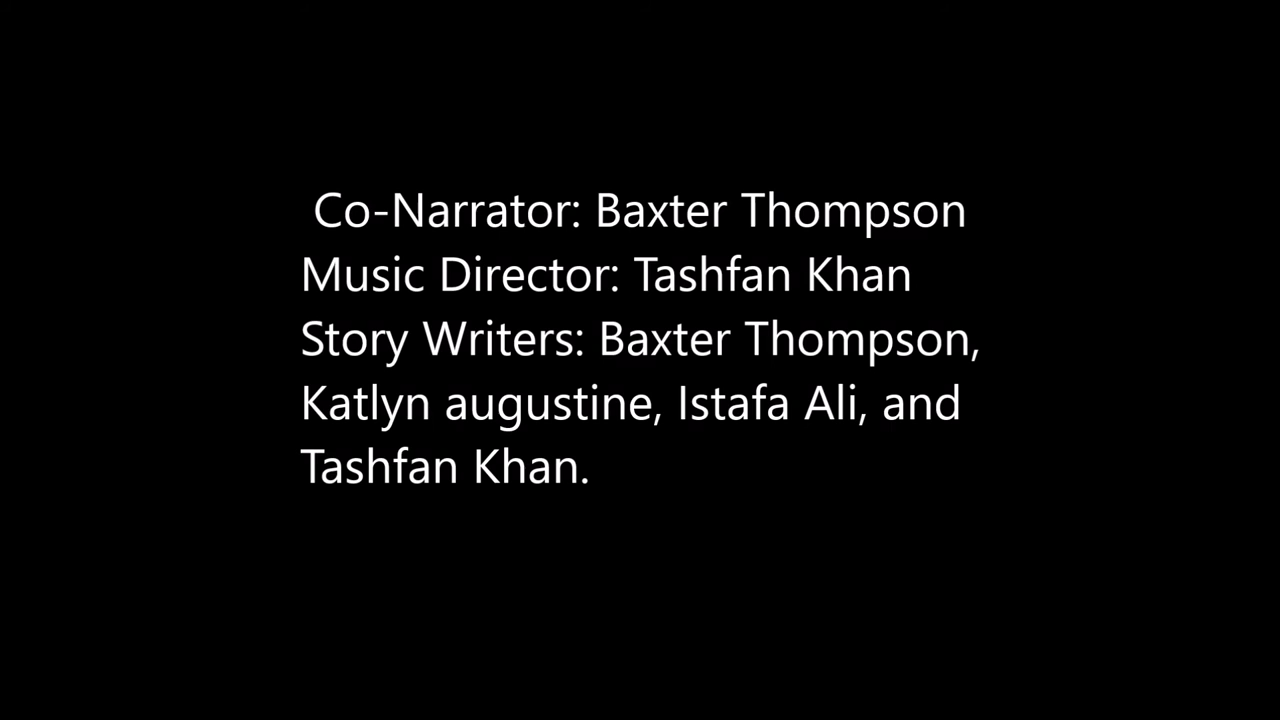 Co-Narrator: Baxter Thompson
Music Director: Tashfan Khan
Story Writers: Baxter Thompson,
Katlyn augustine, Istafa Ali, and
Tashfan Khan.